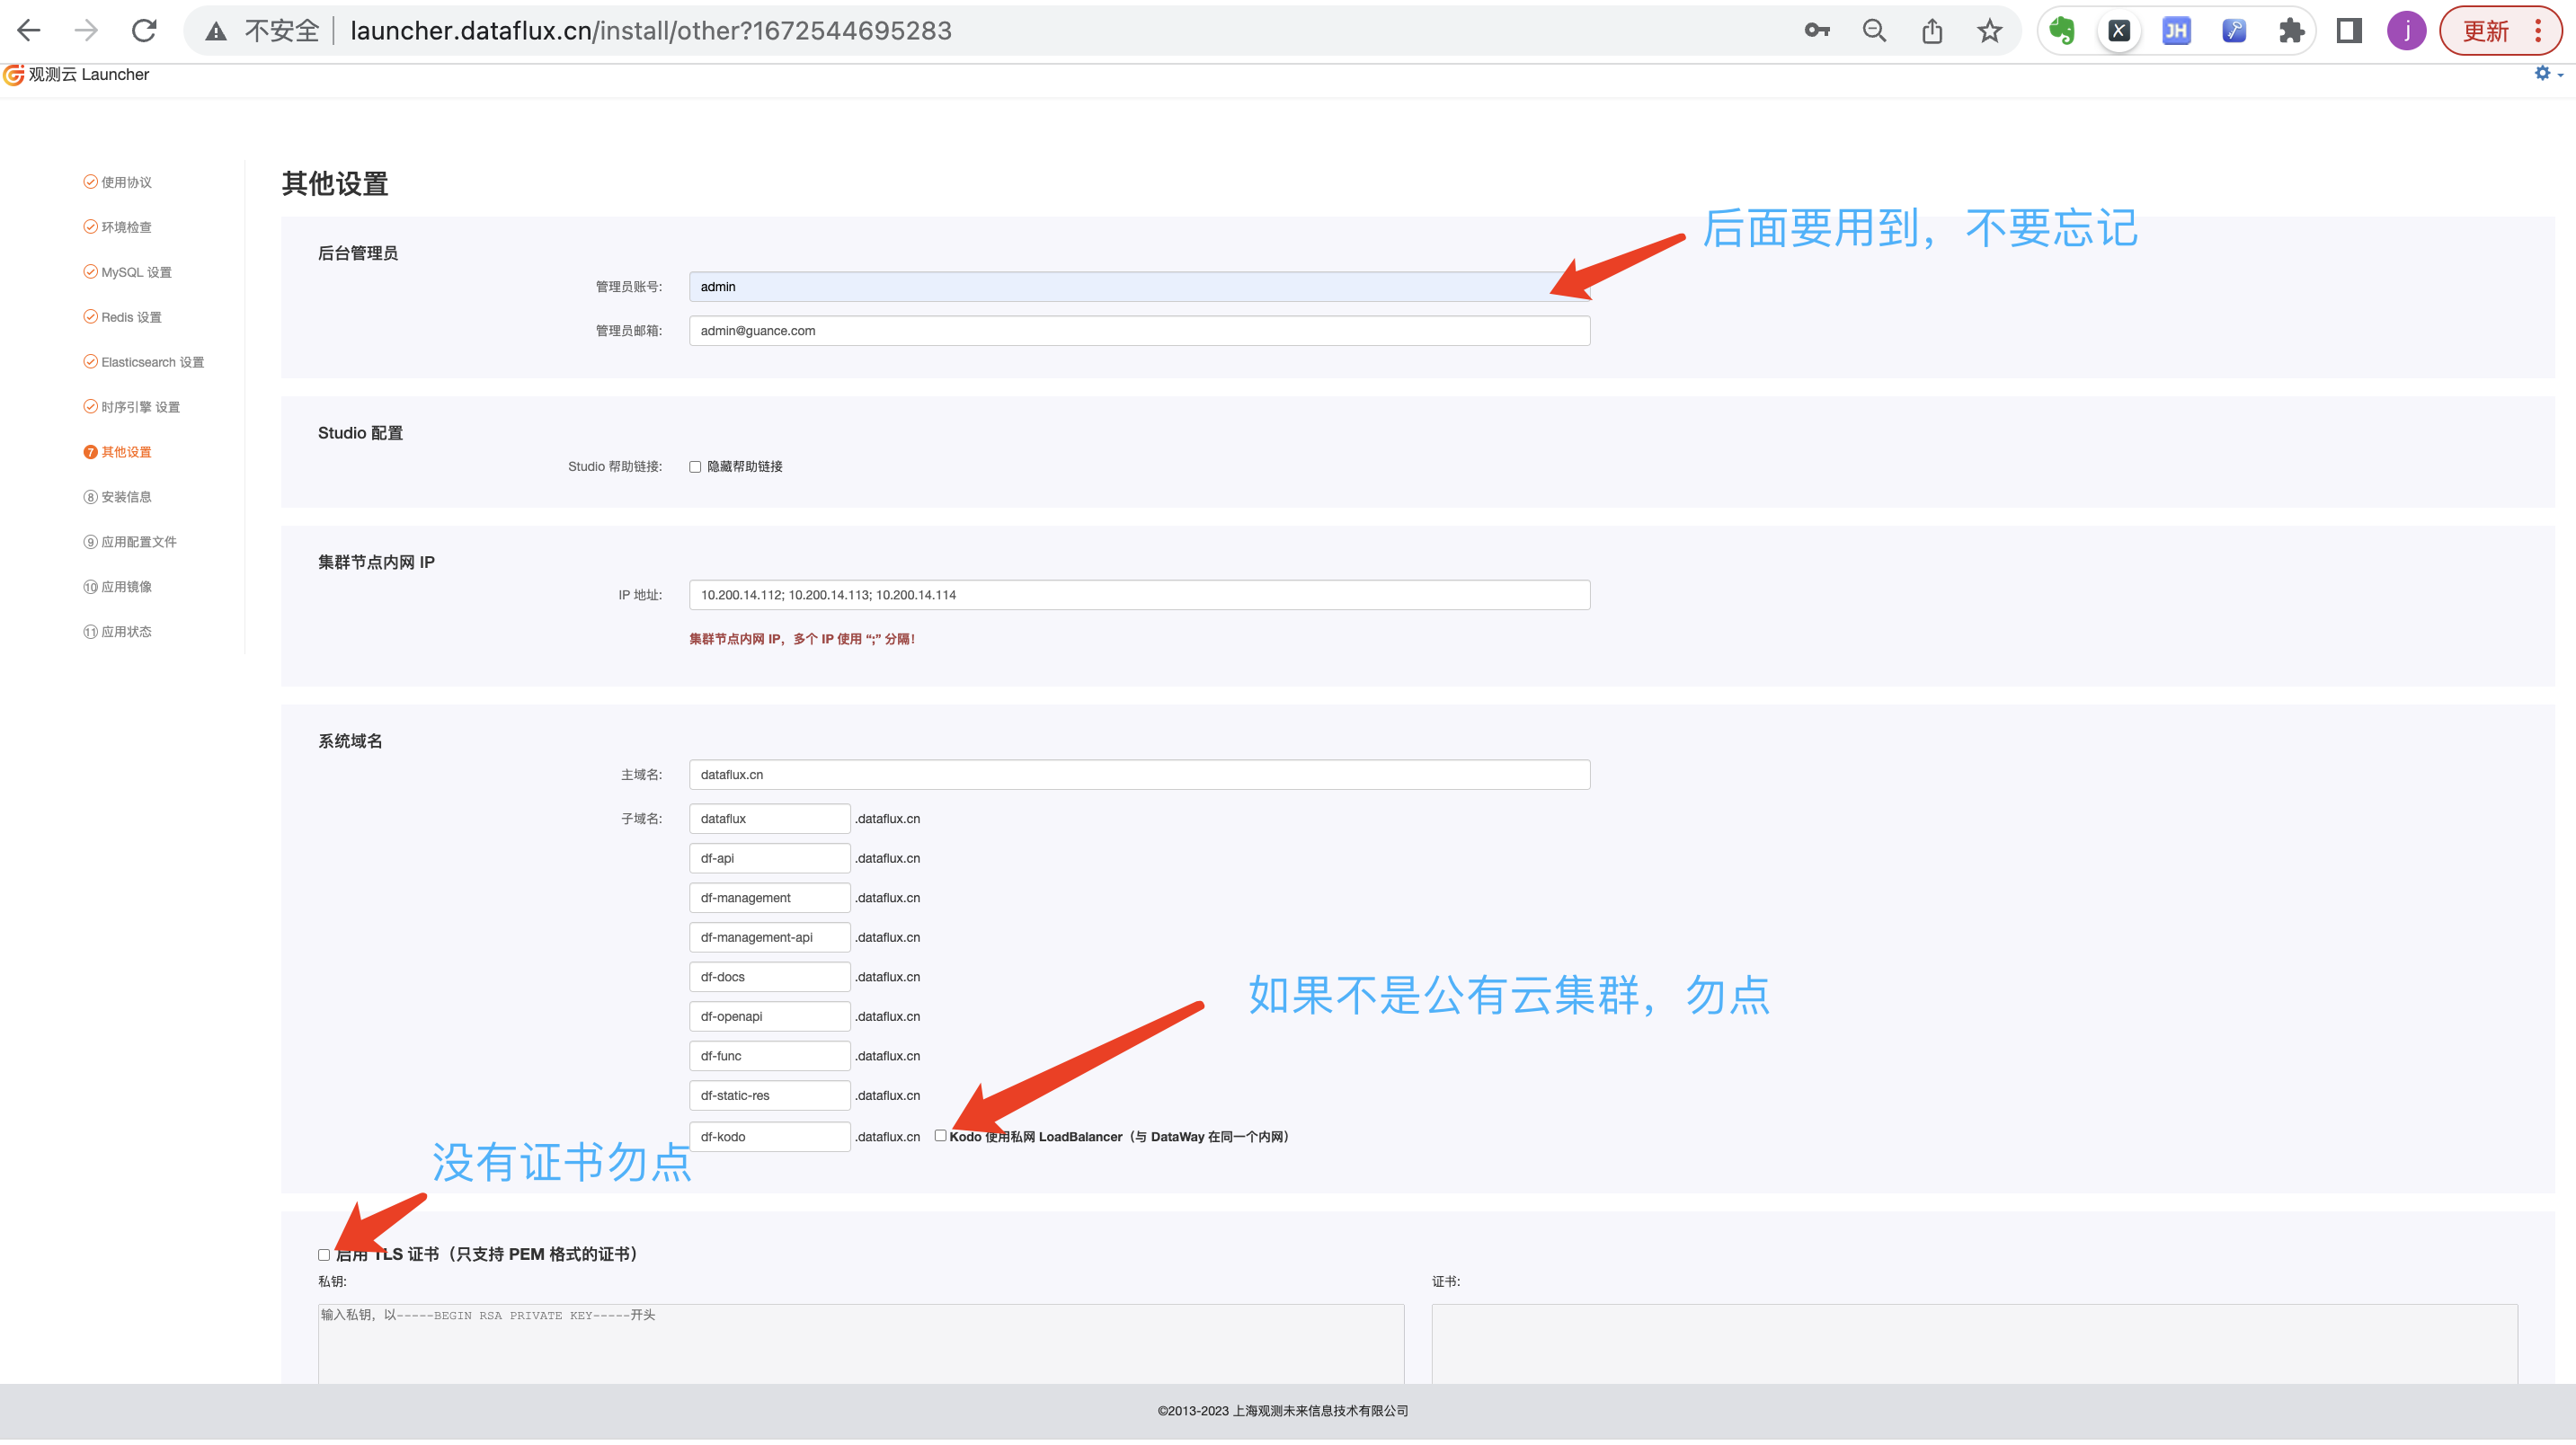 不安全 launcher.dataflux.cn/install/other?1672544695283
JH
j
更新
观测云 Launcher
使用协议
环境检查
MySQL 设置
Redis 设置
Elasticsearch 设置
时序引擎 设置
7 其他设置
8 安装信息
9 应用配置文件
10 应用镜像
11 应用状态
其他设置
后面要用到，不要忘记
后台管理员
管理员账号: admin
管理员邮箱: admin@guance.com
Studio 配置
Studio 帮助链接: 隐藏帮助链接
集群节点内网 IP
IP 地址: 10.200.14.112; 10.200.14.113; 10.200.14.114
集群节点内网 IP，多个 IP 使用 “;” 分隔!
系统域名
主域名: dataflux.cn
子域名: dataflux .dataflux.cn
df-api .dataflux.cn
df-management .dataflux.cn
df-management-api .dataflux.cn
df-docs .dataflux.cn
如果不是公有云集群，勿点
df-openapi .dataflux.cn
df-func .dataflux.cn
df-static-res .dataflux.cn
df-kodo .dataflux.cn Kodo 使用私网 LoadBalancer（与 DataWay 在同一个内网）
没有证书勿点
启用 TLS 证书（只支持 PEM 格式的证书）
私钥: 证书:
输入私钥，以-----BEGIN RSA PRIVATE KEY-----开头
©2013-2023 上海观测未来信息技术有限公司